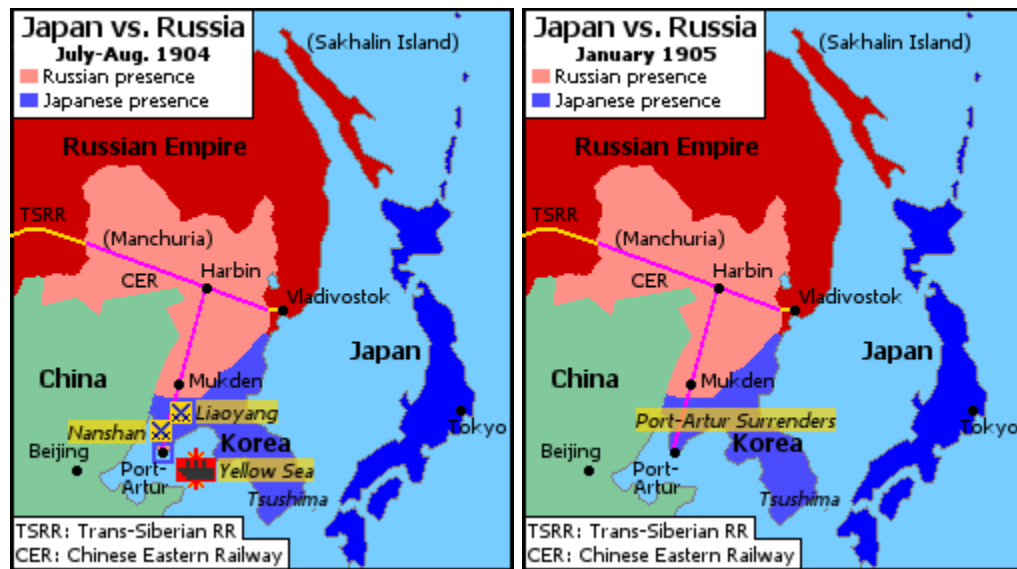 Japan vs. Russia
July-Aug. 1904
Russian presence
Japanese presence
(Sakhalin Island)
Russian Empire
TSRR
(Manchuria)
CER
Harbin
Vladivostok
Japan
China
Mukden
Liaoyang
Nanshan
Korea
Tokyo
Beijing
Port-
Artur
Yellow Sea
Tsushima
TSRR: Trans-Siberian RR
CER: Chinese Eastern Railway
Japan vs. Russia
January 1905
Russian presence
Japanese presence
(Sakhalin Island)
Russian Empire
TSRR
(Manchuria)
CER
Harbin
Vladivostok
Japan
China
Mukden
Port-Artur Surrenders
Tokyo
Korea
Beijing
Port-
Artur
Tsushima
TSRR: Trans-Siberian RR
CER: Chinese Eastern Railway